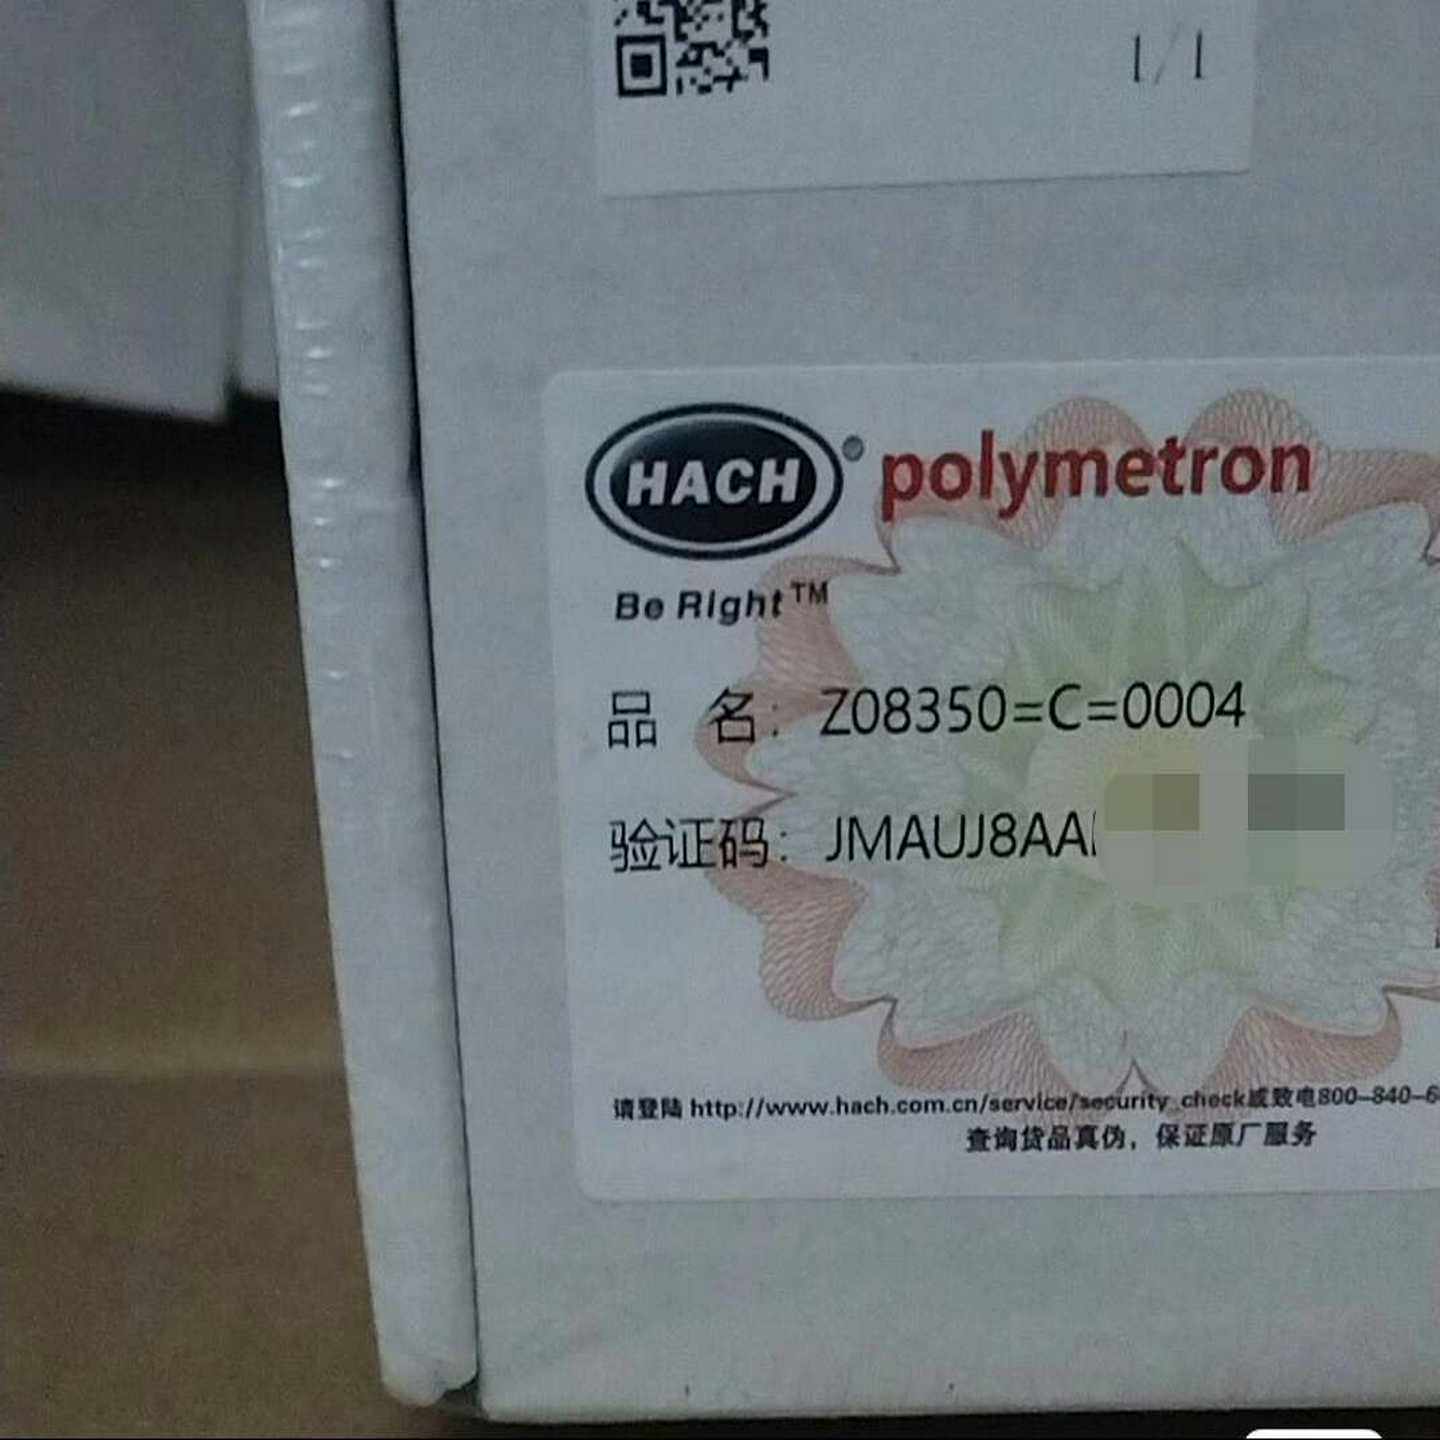 1/1
HACH® polymetron
Be Right™
品 名: Z08350=C=0004
验证码: JMAUJ8AA
请登陆 http://www.hach.com.cn/service/security_check或致电800-840-6
查询货品真伪，保证原厂服务